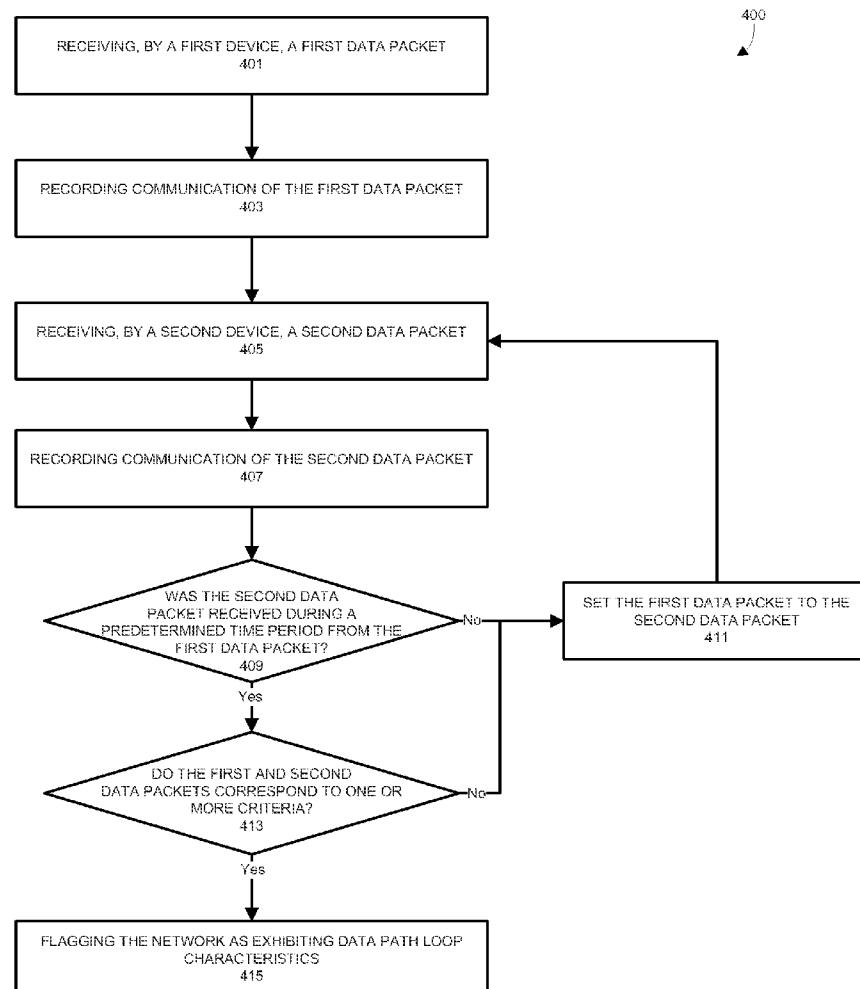 400
RECEIVING, BY A FIRST DEVICE, A FIRST DATA PACKET
401
RECORDING COMMUNICATION OF THE FIRST DATA PACKET
403
RECEIVING, BY A SECOND DEVICE, A SECOND DATA PACKET
405
RECORDING COMMUNICATION OF THE SECOND DATA PACKET
407
WAS THE SECOND DATA
PACKET RECEIVED DURING A
PREDETERMINED TIME PERIOD FROM THE
FIRST DATA PACKET?
409
No
SET THE FIRST DATA PACKET TO THE
SECOND DATA PACKET
411
Yes
DO THE FIRST AND SECOND
DATA PACKETS CORRESPOND TO ONE OR
MORE CRITERIA?
413
No
Yes
FLAGGING THE NETWORK AS EXHIBITING DATA PATH LOOP
CHARACTERISTICS
415